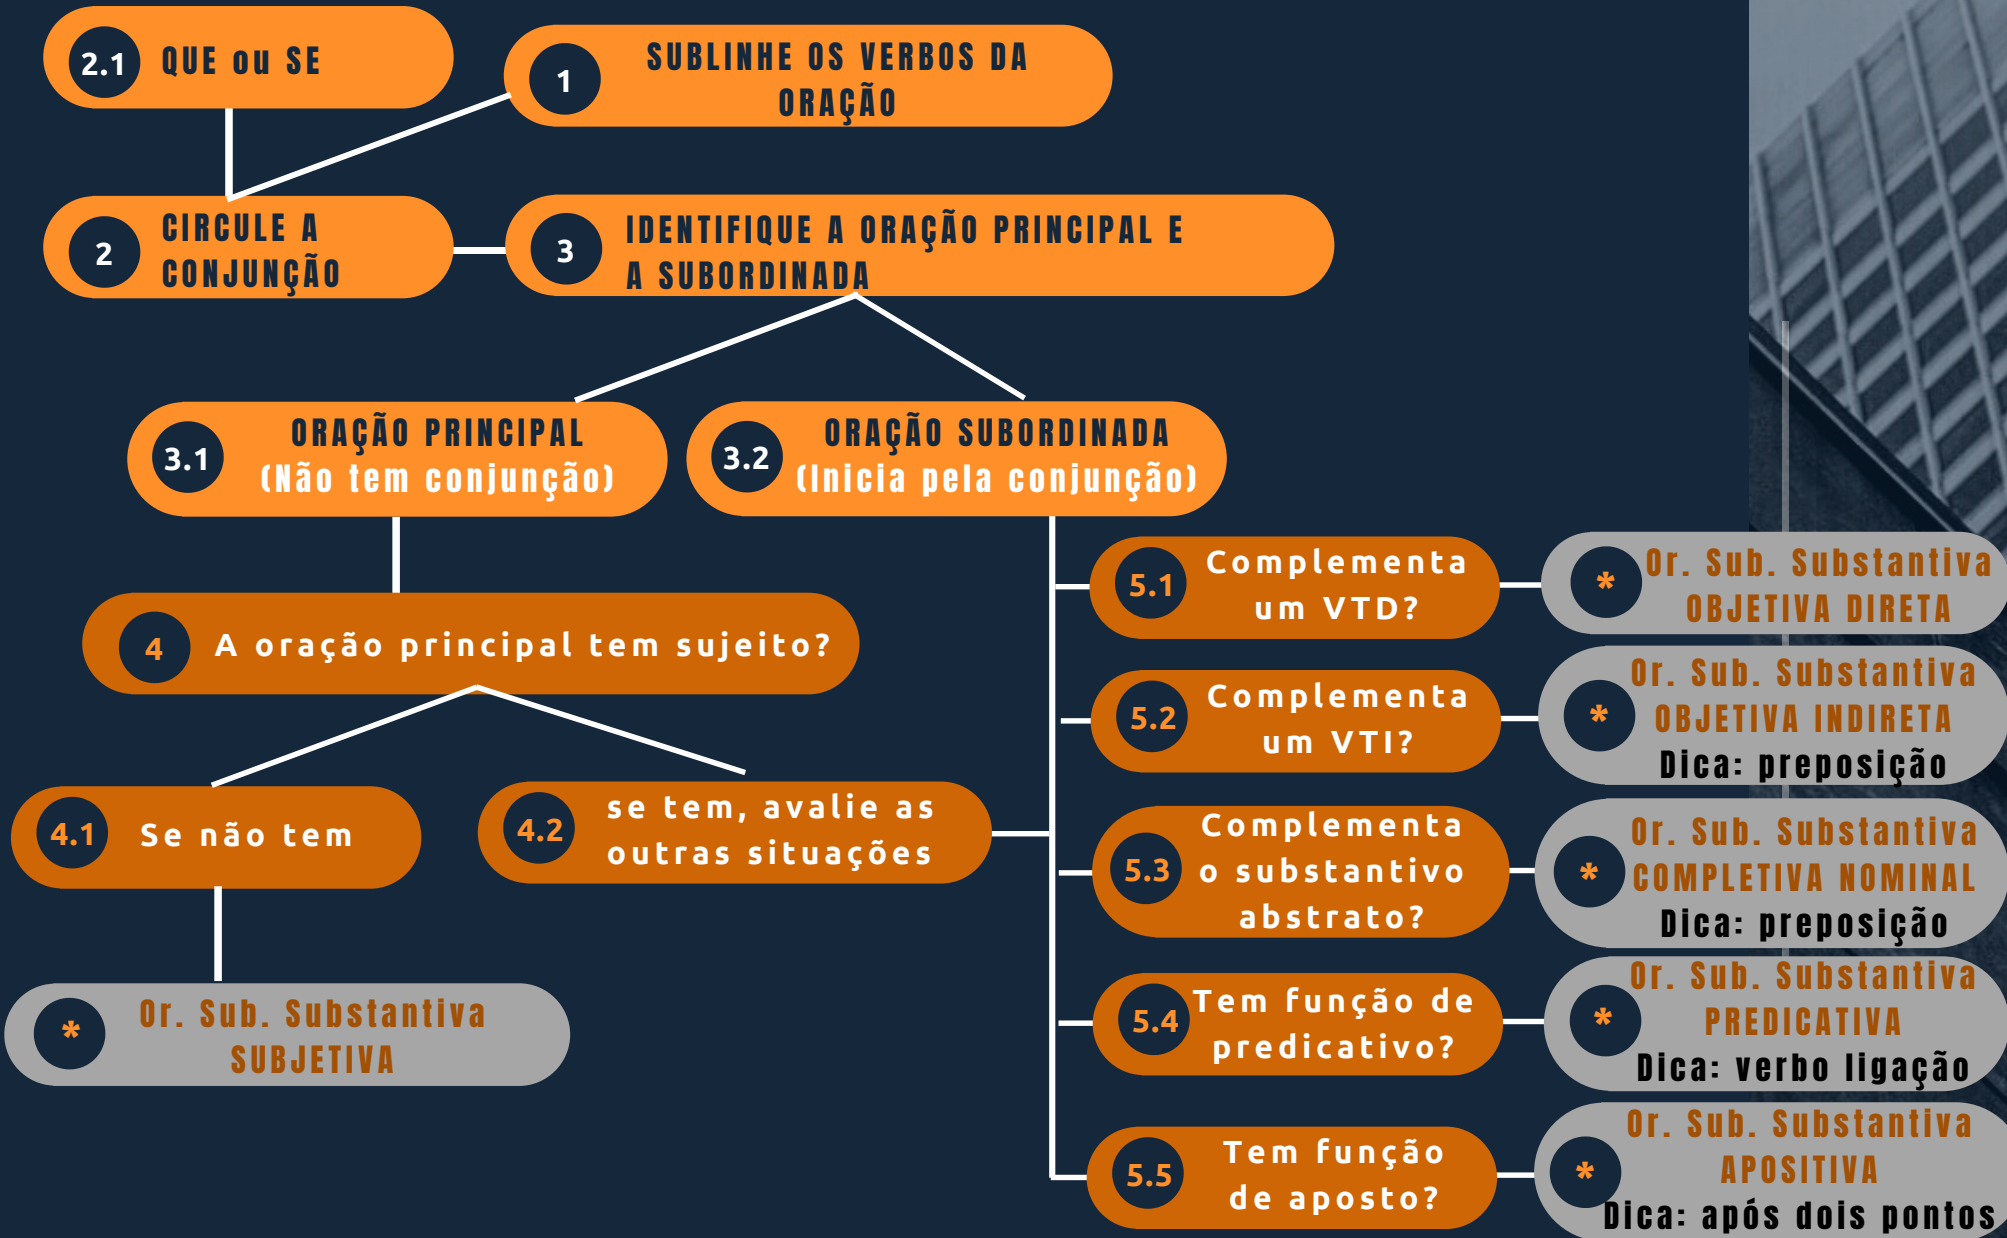 2.1
QUE ou SE
1
SUBLINHE OS VERBOS DA
ORAÇÃO
2
CIRCULE A
CONJUNÇÃO
3
IDENTIFIQUE A ORAÇÃO PRINCIPAL E
A SUBORDINADA
3.1
ORAÇÃO PRINCIPAL
(Não tem conjunção)
3.2
ORAÇÃO SUBORDINADA
(Inicia pela conjunção)
4
A oração principal tem sujeito?
4.1
Se não tem
4.2
se tem, avalie as
outras situações
*
Or. Sub. Substantiva
SUBJETIVA
5.1
Complementa
um VTD?
*
Or. Sub. Substantiva
OBJETIVA DIRETA
5.2
Complementa
um VTI?
*
Or. Sub. Substantiva
OBJETIVA INDIRETA
Dica: preposição
5.3
Complementa
o substantivo
abstrato?
*
Or. Sub. Substantiva
COMPLETIVA NOMINAL
Dica: preposição
5.4
Tem função de
predicativo?
*
Or. Sub. Substantiva
PREDICATIVA
Dica: verbo ligação
5.5
Tem função
de aposto?
*
Or. Sub. Substantiva
APOSITIVA
Dica: após dois pontos